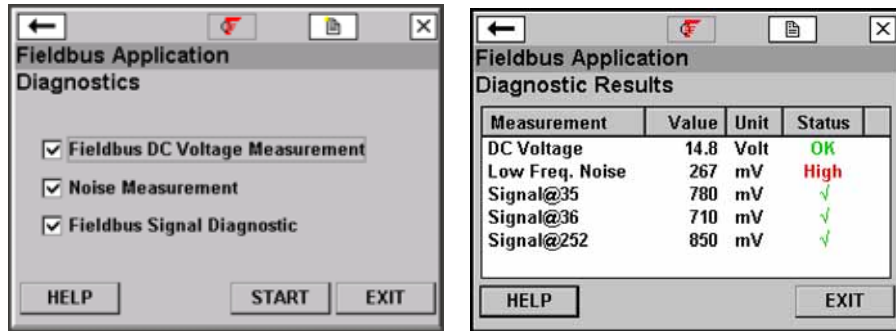 Fieldbus Application
Diagnostics
Fieldbus DC Voltage Measurement
Noise Measurement
Fieldbus Signal Diagnostic
HELP START EXIT
Fieldbus Application
Diagnostic Results
Measurement Value Unit Status
DC Voltage 14.8 Volt OK
Low Freq. Noise 267 mV High
Signal@35 780 mV √
Signal@36 710 mV √
Signal@252 850 mV √
HELP EXIT